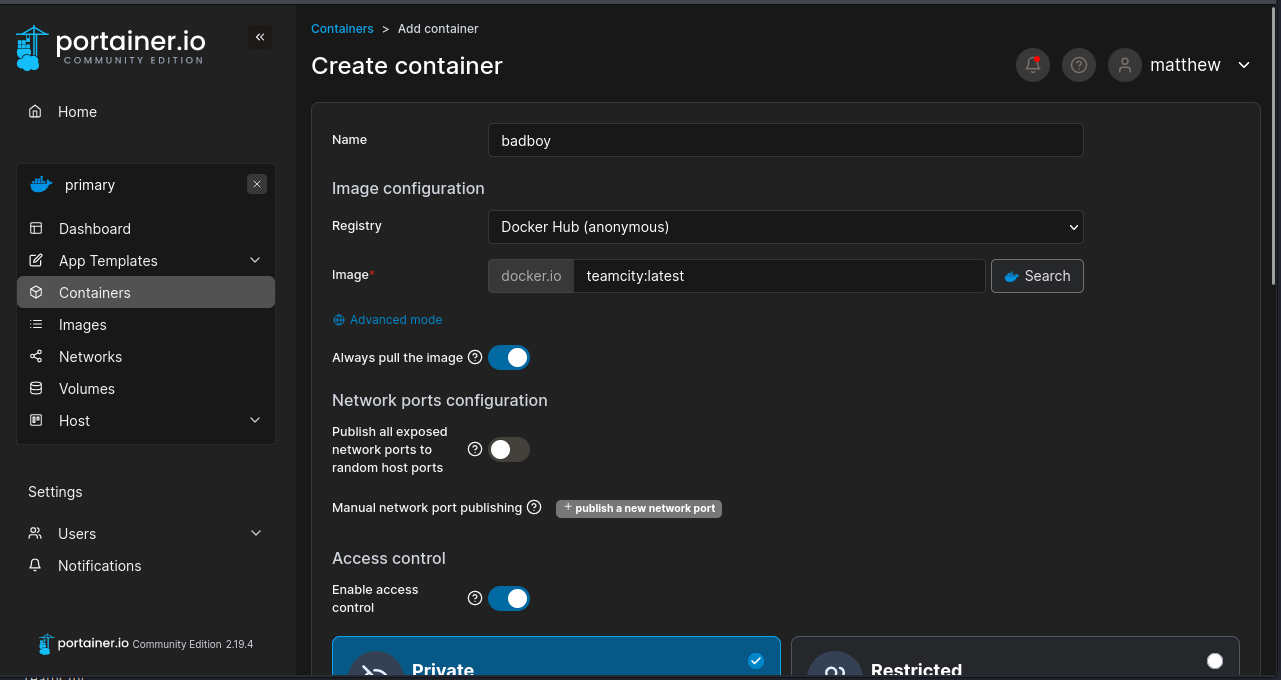 Containers > Add container
portainer.io
COMMUNITY EDITION
«
Create container
matthew
Home
primary
×
Dashboard
App Templates
Containers
Images
Networks
Volumes
Host
Settings
Users
Notifications
portainer.io Community Edition 2.19.4
Name
badboy
Image configuration
Registry
Docker Hub (anonymous)
Image*
docker.io
teamcity:latest
Search
Advanced mode
Always pull the image
Network ports configuration
Publish all exposed
network ports to
random host ports
Manual network port publishing
+ publish a new network port
Access control
Enable access
control
Private
Restricted